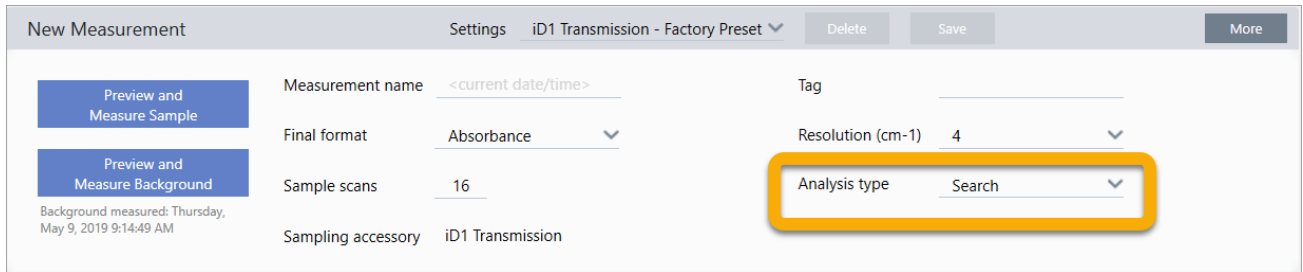 New Measurement Settings iD1 Transmission - Factory Preset Delete Save More
Preview and
Measure Sample
Measurement name <current date/time> Tag
Final format Absorbance Resolution (cm-1) 4
Preview and
Measure Background
Sample scans 16 Analysis type Search
Background measured: Thursday,
May 9, 2019 9:14:49 AM
Sampling accessory iD1 Transmission